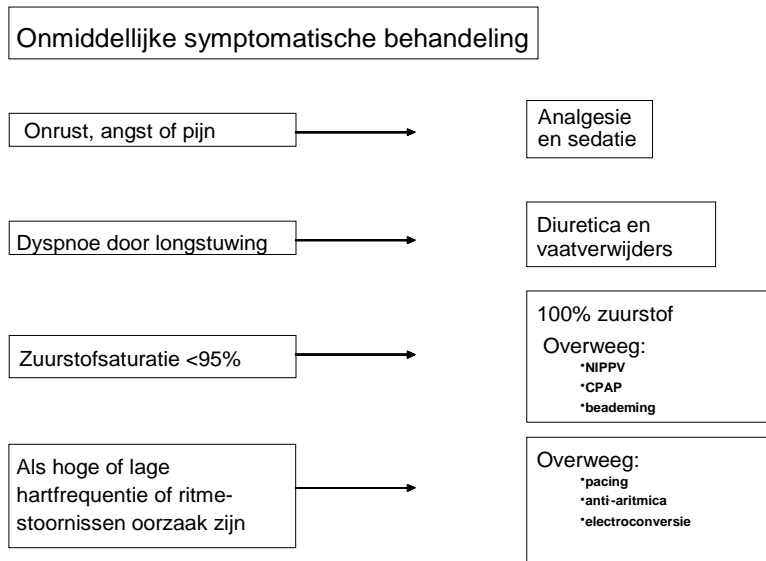 Onmiddellijke symptomatische behandeling
Onrust, angst of pijn
Analgesie
en sedatie
Dyspnoe door longstuwing
Diuretica en
vaatverwijders
Zuurstofsaturatie <95%
100% zuurstof
Overweeg:
•NIPPV
•CPAP
•beademing
Als hoge of lage
hartfrequentie of ritme-
stoornissen oorzaak zijn
Overweeg:
•pacing
•anti-aritmica
•electroconversie